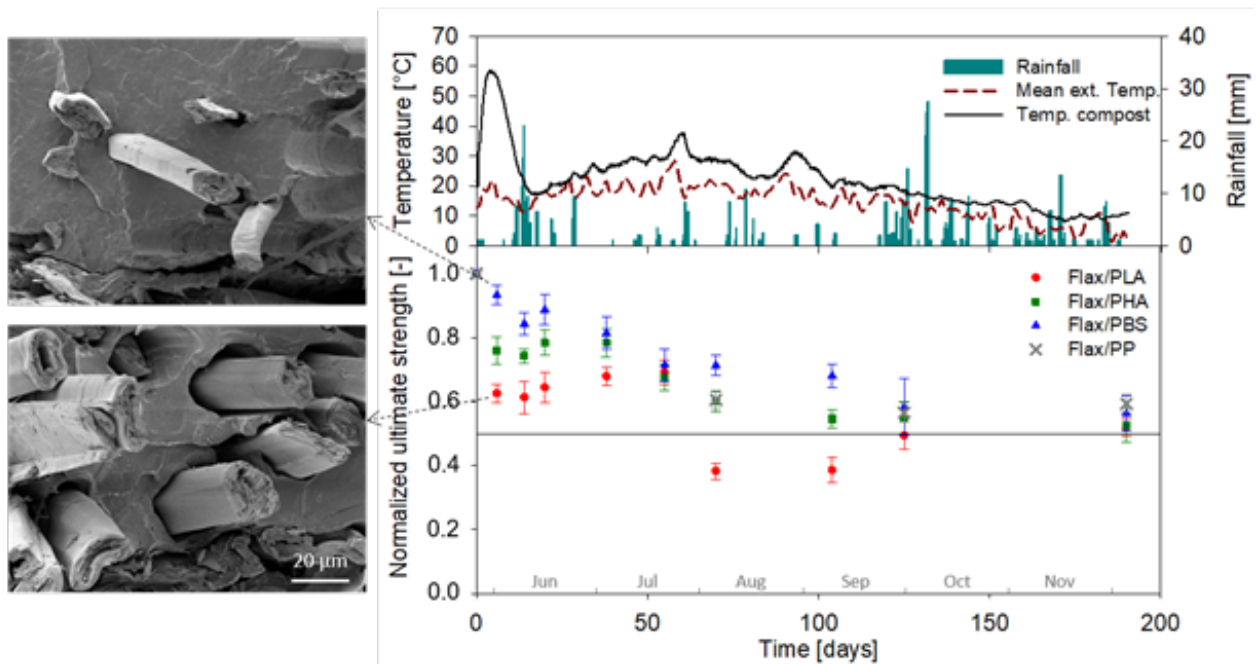 20 µm
Temperature [°C]
70
60
50
40
30
20
10
0
Rainfall
Mean ext. Temp.
Temp. compost
40
30
20
10
0
Rainfall [mm]
Normalized ultimate strength [-]
1.0
0.8
0.6
0.4
0.2
0.0
Flax/PLA
Flax/PHA
Flax/PBS
Flax/PP
Jun Jul Aug Sep Oct Nov
0 50 100 150 200
Time [days]